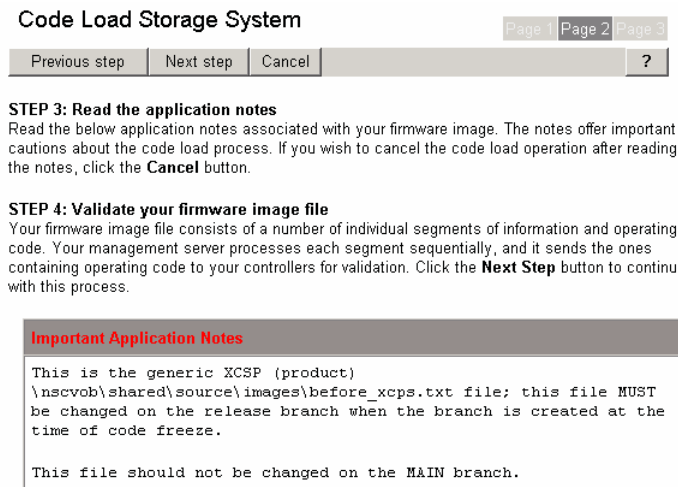 Code Load Storage System
Page 1 Page 2 Page 3
Previous step Next step Cancel ?
STEP 3: Read the application notes
Read the below application notes associated with your firmware image. The notes offer important
cautions about the code load process. If you wish to cancel the code load operation after reading
the notes, click the Cancel button.
STEP 4: Validate your firmware image file
Your firmware image file consists of a number of individual segments of information and operating
code. Your management server processes each segment sequentially, and it sends the ones
containing operating code to your controllers for validation. Click the Next Step button to continu
with this process.
Important Application Notes
This is the generic XCSP (product)
\nscvob\shared\source\images\before_xcps.txt file; this file MUST
be changed on the release branch when the branch is created at the
time of code freeze.
This file should not be changed on the MAIN branch.